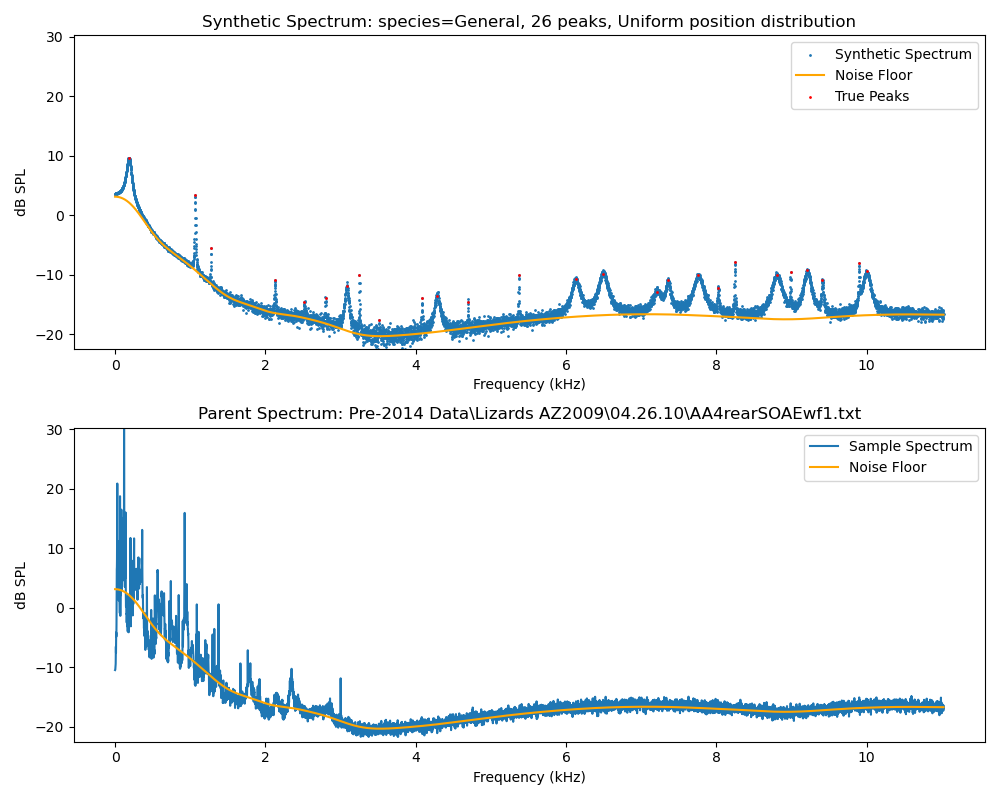 Synthetic Spectrum: species=General, 26 peaks, Uniform position distribution
30
20
10
0
−10
−20
dB SPL
Synthetic Spectrum
Noise Floor
True Peaks
0 2 4 6 8 10
Frequency (kHz)
Parent Spectrum: Pre-2014 Data\Lizards AZ2009\04.26.10\AA4rearSOAEwf1.txt
30
20
10
0
−10
−20
dB SPL
Sample Spectrum
Noise Floor
0 2 4 6 8 10
Frequency (kHz)